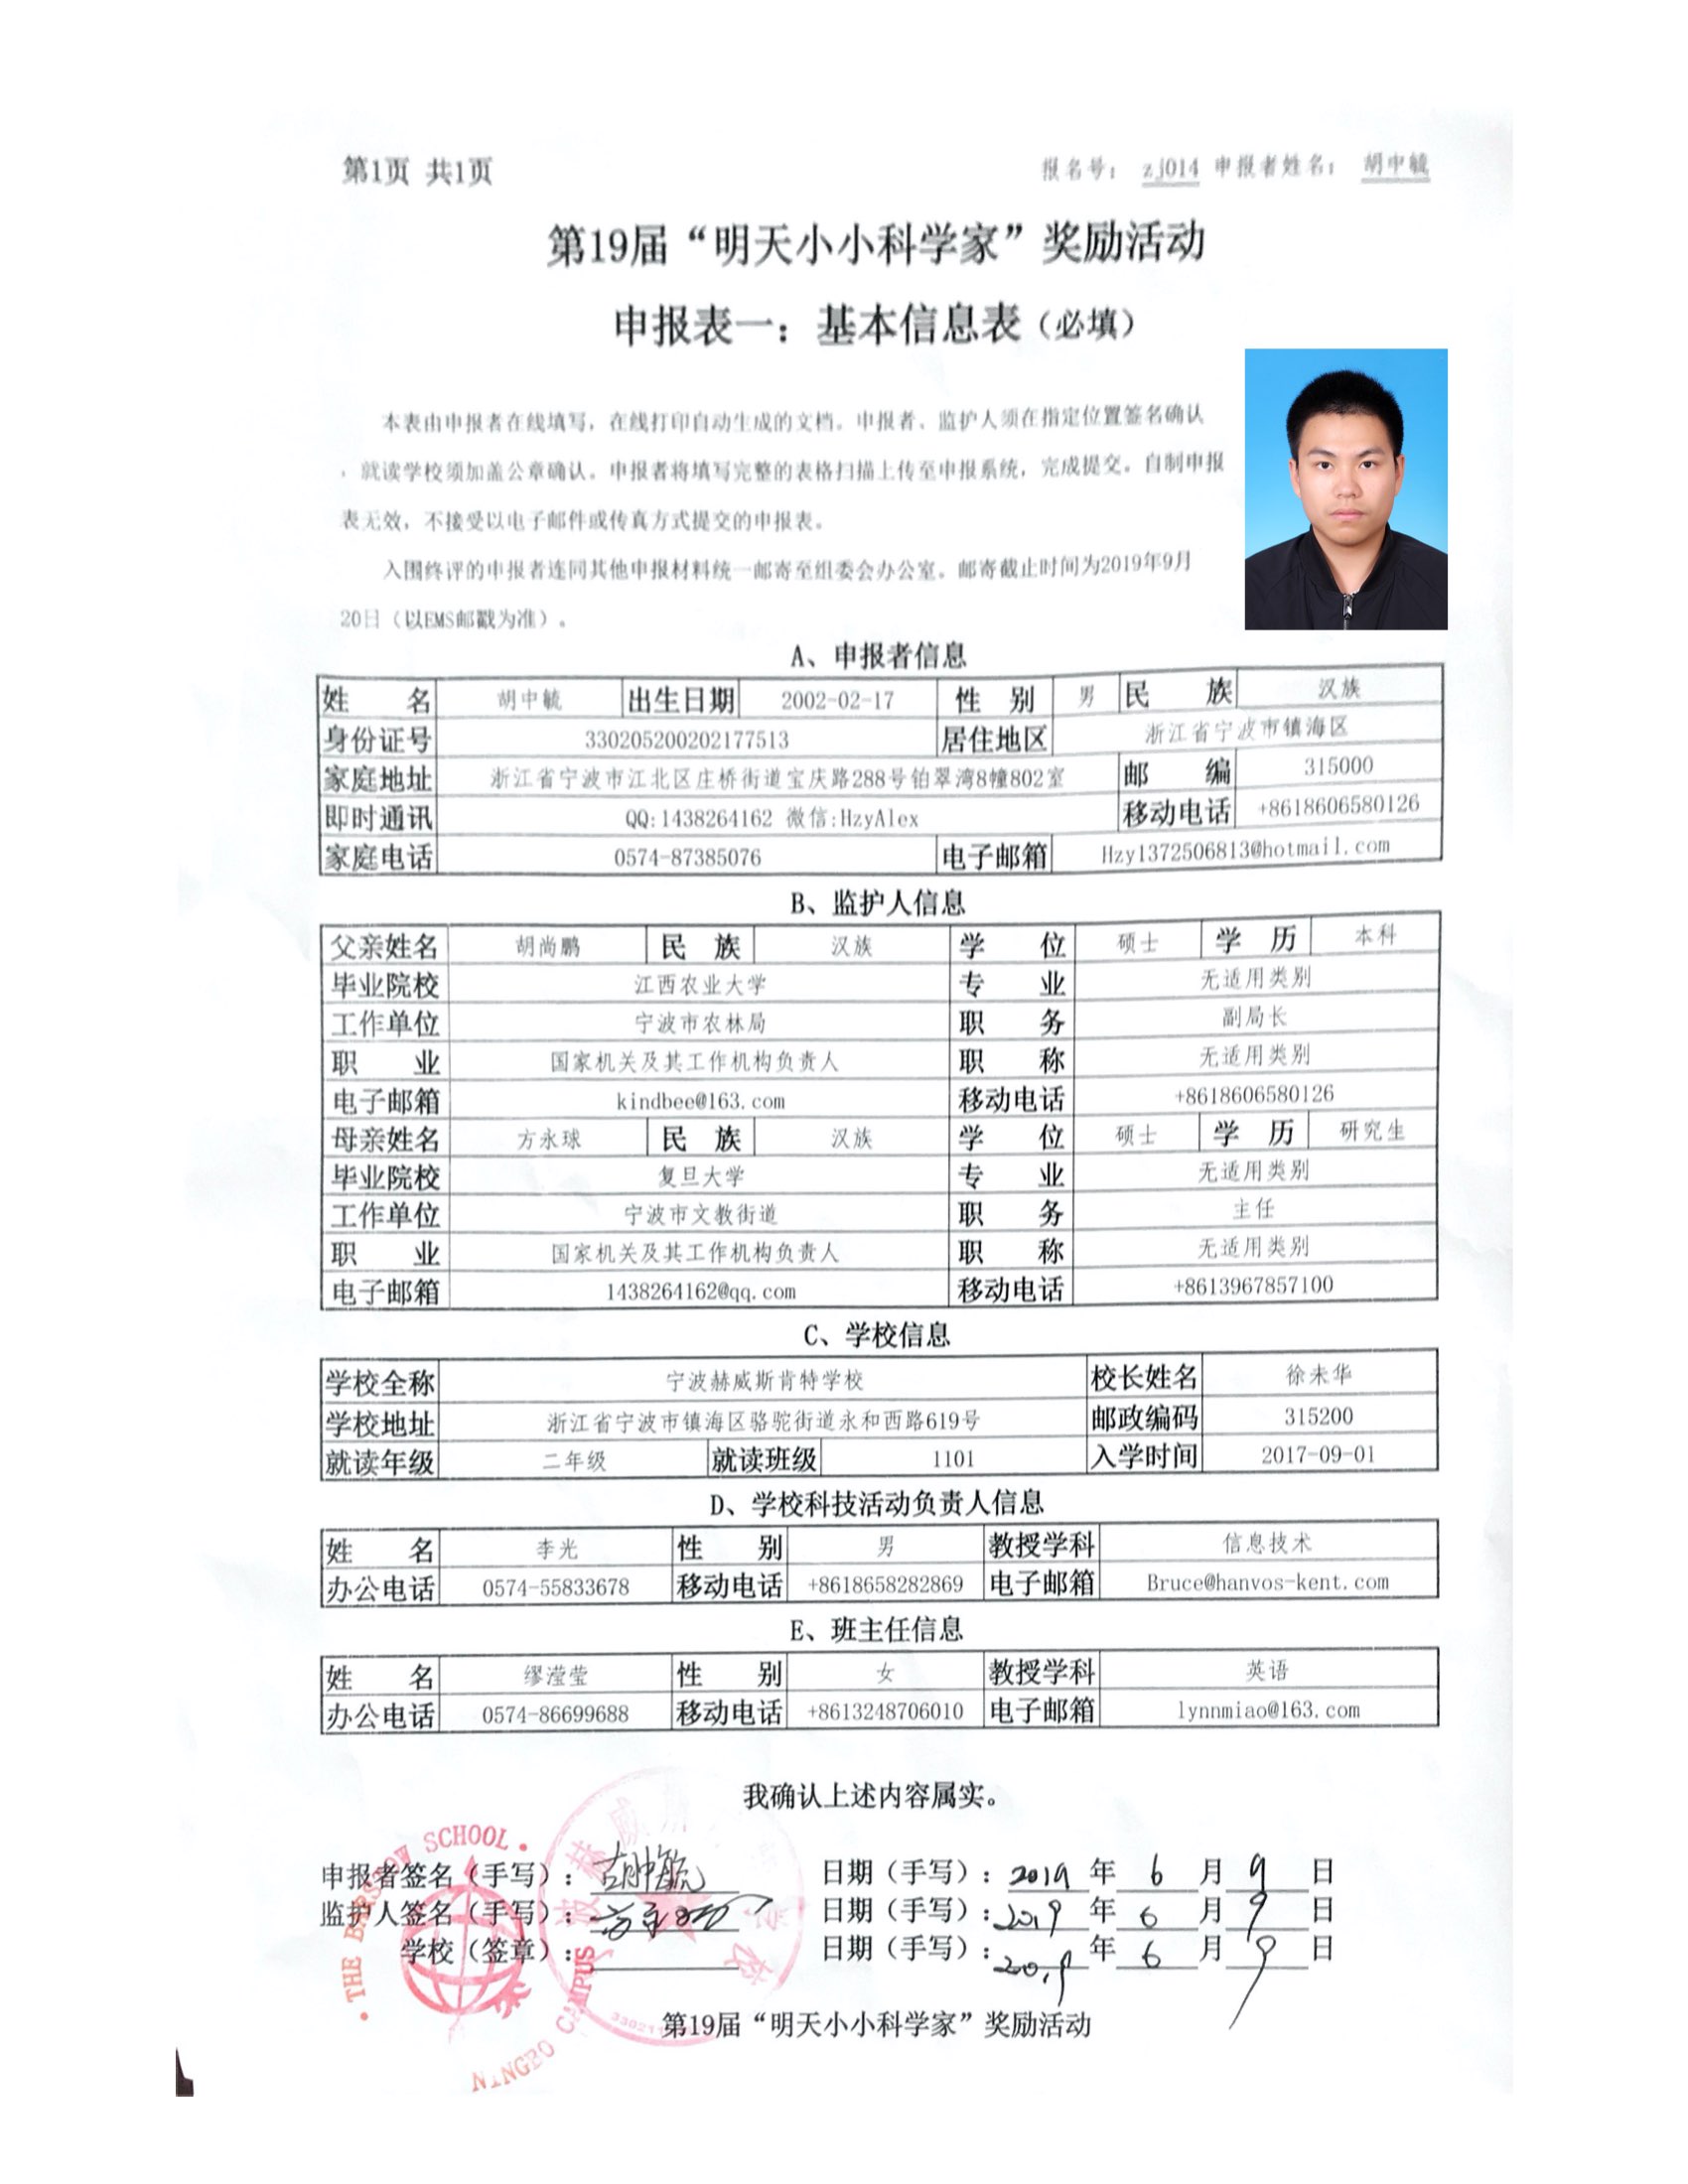 第1页 共1页
报名号： zj014 申报者姓名： 胡中毓
第19届“明天小小科学家”奖励活动
申报表一：基本信息表（必填）
本表由申报者在线填写，在线打印自动生成的文档。申报者、监护人须在指定位置签名确认
，就读学校须加盖公章确认。申报者将填写完整的表格扫描上传至申报系统，完成提交。自制申报
表无效，不接受以电子邮件或传真方式提交的申报表。
入围终评的申报者连同其他申报材料统一邮寄至组委会办公室。邮寄截止时间为2019年9月
20日（以EMS邮戳为准）。
A、申报者信息
姓 名 胡中毓 出生日期 2002-02-17 性 别 男 民 族 汉族
身份证号 330205200202177513 居住地区 浙江省宁波市镇海区
家庭地址 浙江省宁波市江北区庄桥街道宝庆路288号铂翠湾8幢802室 邮 编 315000
即时通讯 QQ:1438264162 微信:HzyAlex 移动电话 +8618606580126
家庭电话 0574-87385076 电子邮箱 Hzy1372506813@hotmail.com
B、监护人信息
父亲姓名 胡尚鹏 民 族 汉族 学 位 硕士 学 历 本科
毕业院校 江西农业大学 专 业 无适用类别
工作单位 宁波市农林局 职 务 副局长
职 业 国家机关及其工作机构负责人 职 称 无适用类别
电子邮箱 kindbee@163.com 移动电话 +8618606580126
母亲姓名 方永球 民 族 汉族 学 位 硕士 学 历 研究生
毕业院校 复旦大学 专 业 无适用类别
工作单位 宁波市文教街道 职 务 主任
职 业 国家机关及其工作机构负责人 职 称 无适用类别
电子邮箱 1438264162@qq.com 移动电话 +8613967857100
C、学校信息
学校全称 宁波赫威斯肯特学校 校长姓名 徐未华
学校地址 浙江省宁波市镇海区骆驼街道永和西路619号 邮政编码 315200
就读年级 二年级 就读班级 1101 入学时间 2017-09-01
D、学校科技活动负责人信息
姓 名 李光 性 别 男 教授学科 信息技术
办公电话 0574-55833678 移动电话 +8618658282869 电子邮箱 Bruce@hanvos-kent.com
E、班主任信息
姓 名 缪滢莹 性 别 女 教授学科 英语
办公电话 0574-86699688 移动电话 +8613248706010 电子邮箱 lynnmiao@163.com
我确认上述内容属实。
申报者签名（手写）：胡中毓 日期（手写）：2019 年 6 月 9 日
监护人签名（手写）： 日期（手写）：2019 年 6 月 9 日
学校（签章）： 日期（手写）：2019 年 6 月 9 日
THE BARSTOW SCHOOL
NINGBO CAMPUS
第19届“明天小小科学家”奖励活动